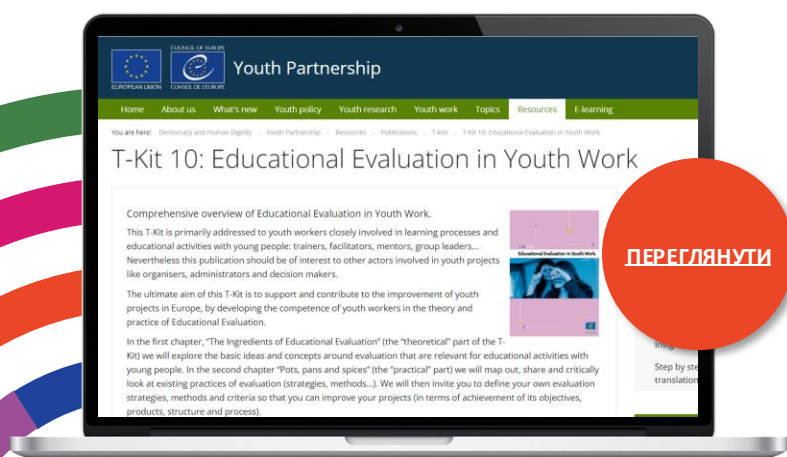 COUNCIL OF EUROPE
EUROPEAN UNION CONSEIL DE L'EUROPE
Youth Partnership
Home About us What's new Youth policy Youth research Youth work Topics Resources E-learning
You are here: Democracy and Human Dignity Youth Partnership Resources Publications T-kits T-Kit 10: Educational Evaluation in Youth Work
T-Kit 10: Educational Evaluation in Youth Work
Comprehensive overview of Educational Evaluation in Youth Work.
This T-Kit is primarily addressed to youth workers closely involved in learning processes and
educational activities with young people: trainers, facilitators, mentors, group leaders...
Nevertheless this publication should be of interest to other actors involved in youth projects
like organisers, administrators and decision makers.
The ultimate aim of this T-Kit is to support and contribute to the improvement of youth
projects in Europe, by developing the competence of youth workers in the theory and
practice of Educational Evaluation.
In the first chapter, "The Ingredients of Educational Evaluation" (the "theoretical" part of the T-
Kit) we will explore the basic ideas and concepts around evaluation that are relevant for educational activities with
young people. In the second chapter "Pots, pans and spices" (the "practical" part) we will map out, share and critically
look at existing practices of evaluation (strategies, methods...). We will then invite you to define your own evaluation
strategies, methods and criteria so that you can improve your projects (in terms of achievement of its objectives,
products, structure and process).
Educational Evaluation in Youth Work
ПЕРЕГЛЯНУТИ
Step by ste
translation